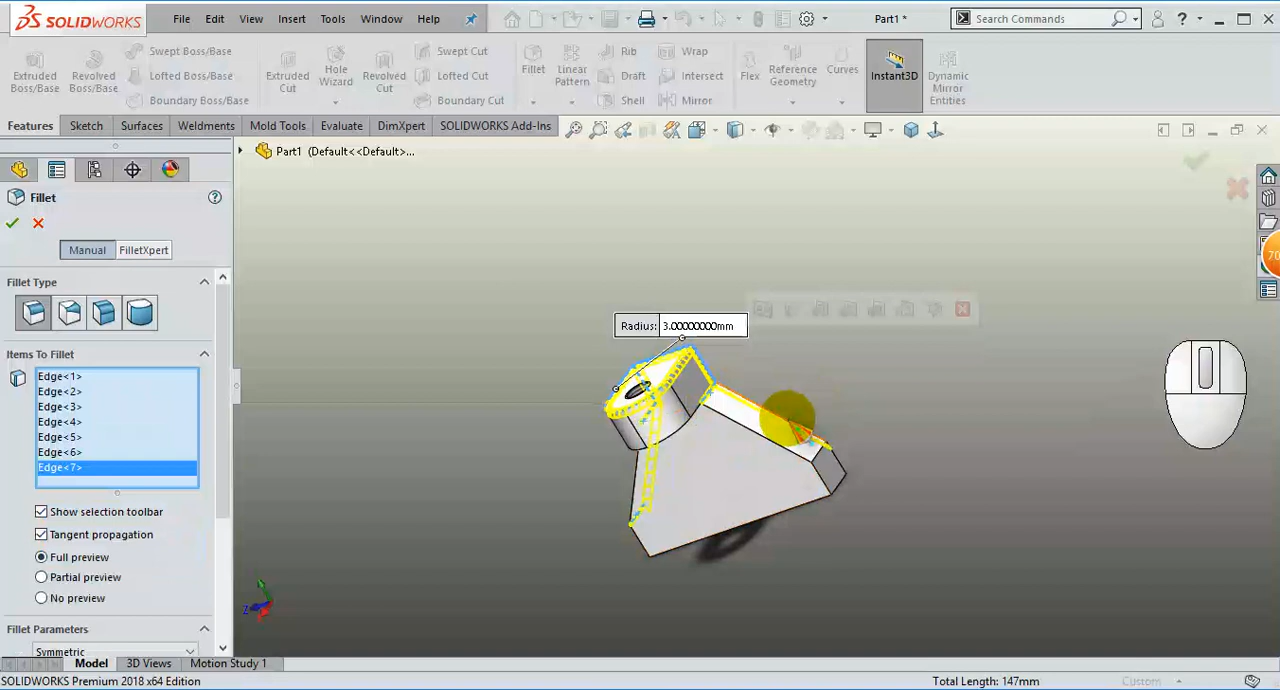 SOLIDWORKS
File Edit View Insert Tools Window Help
Part1 *
Search Commands
Extruded Boss/Base
Revolved Boss/Base
Swept Boss/Base
Lofted Boss/Base
Boundary Boss/Base
Extruded Cut
Hole Wizard
Revolved Cut
Swept Cut
Lofted Cut
Boundary Cut
Fillet
Linear Pattern
Rib
Draft
Shell
Wrap
Intersect
Mirror
Flex
Reference Geometry
Curves
Instant3D
Dynamic Mirror Entities
Features Sketch Surfaces Weldments Mold Tools Evaluate DimXpert SOLIDWORKS Add-Ins
Part1 (Default<<Default>...
Fillet
Manual FilletXpert
Fillet Type
Items To Fillet
Edge<1>
Edge<2>
Edge<3>
Edge<4>
Edge<5>
Edge<6>
Edge<7>
Show selection toolbar
Tangent propagation
Full preview
Partial preview
No preview
Fillet Parameters
Symmetric
Radius: 3.00000000mm
70
Z
Model 3D Views Motion Study 1
SOLIDWORKS Premium 2018 x64 Edition
Total Length: 147mm
Custom